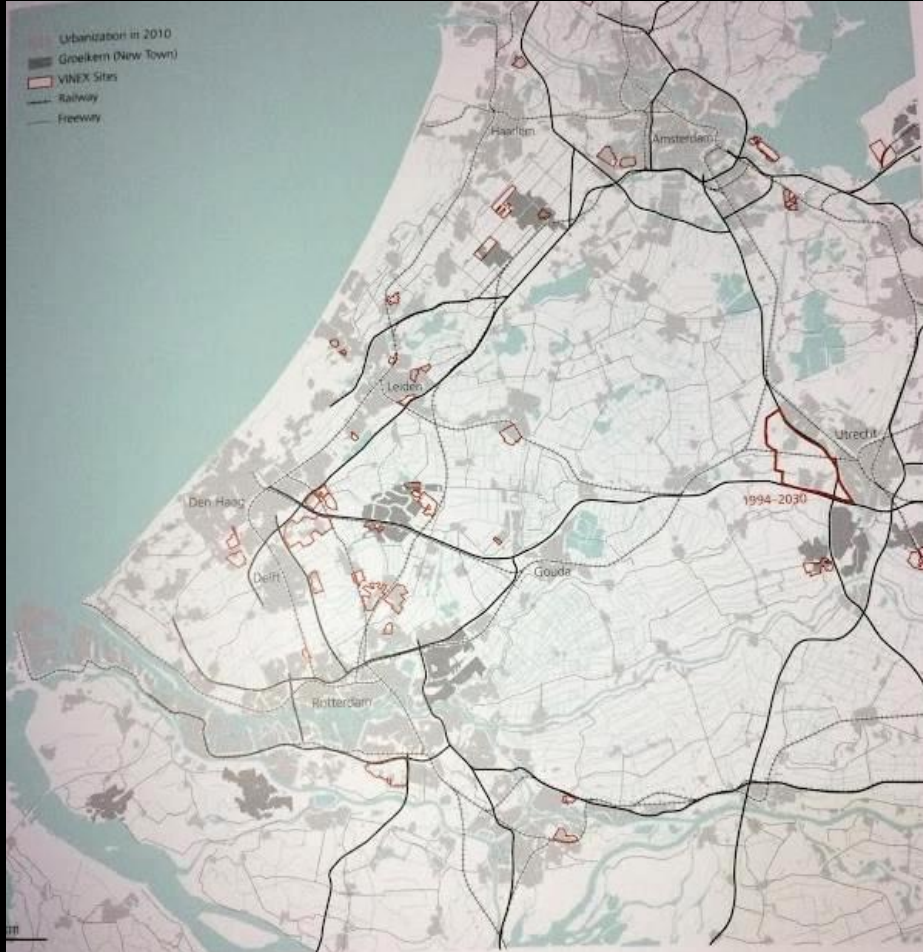 Urbanization in 2010
Groeikern (New Town)
VINEX Sites
Railway
Freeway
Haarlem
Amsterdam
Leiden
Utrecht
Den Haag
1994-2030
Gouda
Delft
Rotterdam